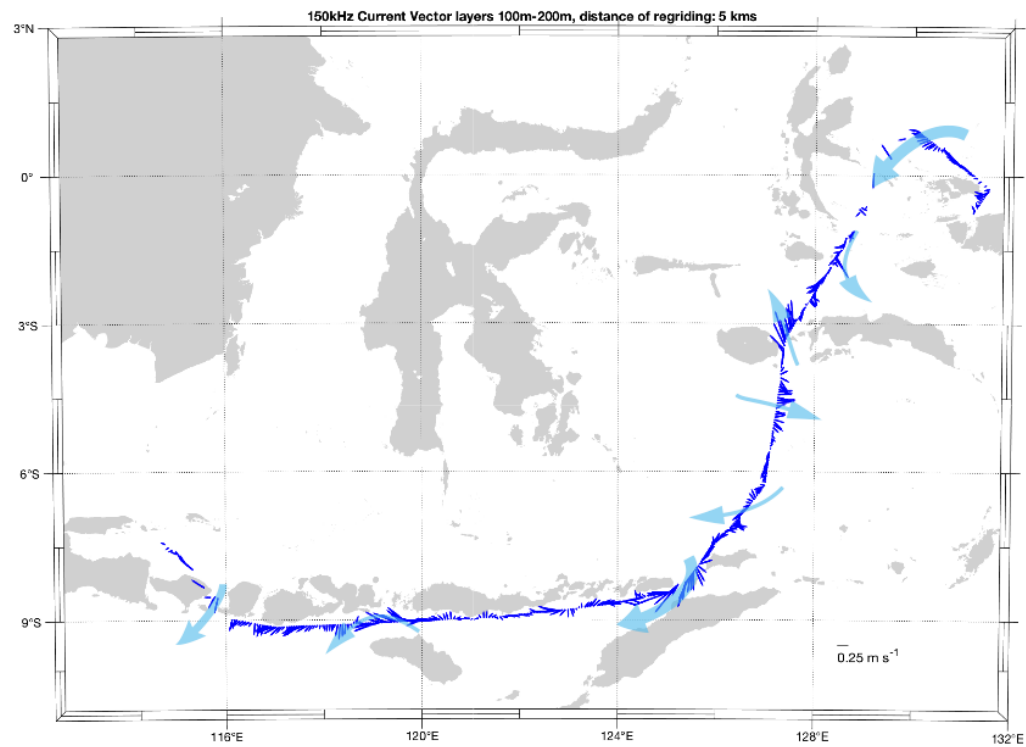 150kHz Current Vector layers 100m-200m, distance of regriding: 5 kms
3°N
0°
3°S
6°S
9°S
0.25 m s⁻¹
116°E
120°E
124°E
128°E
132°E